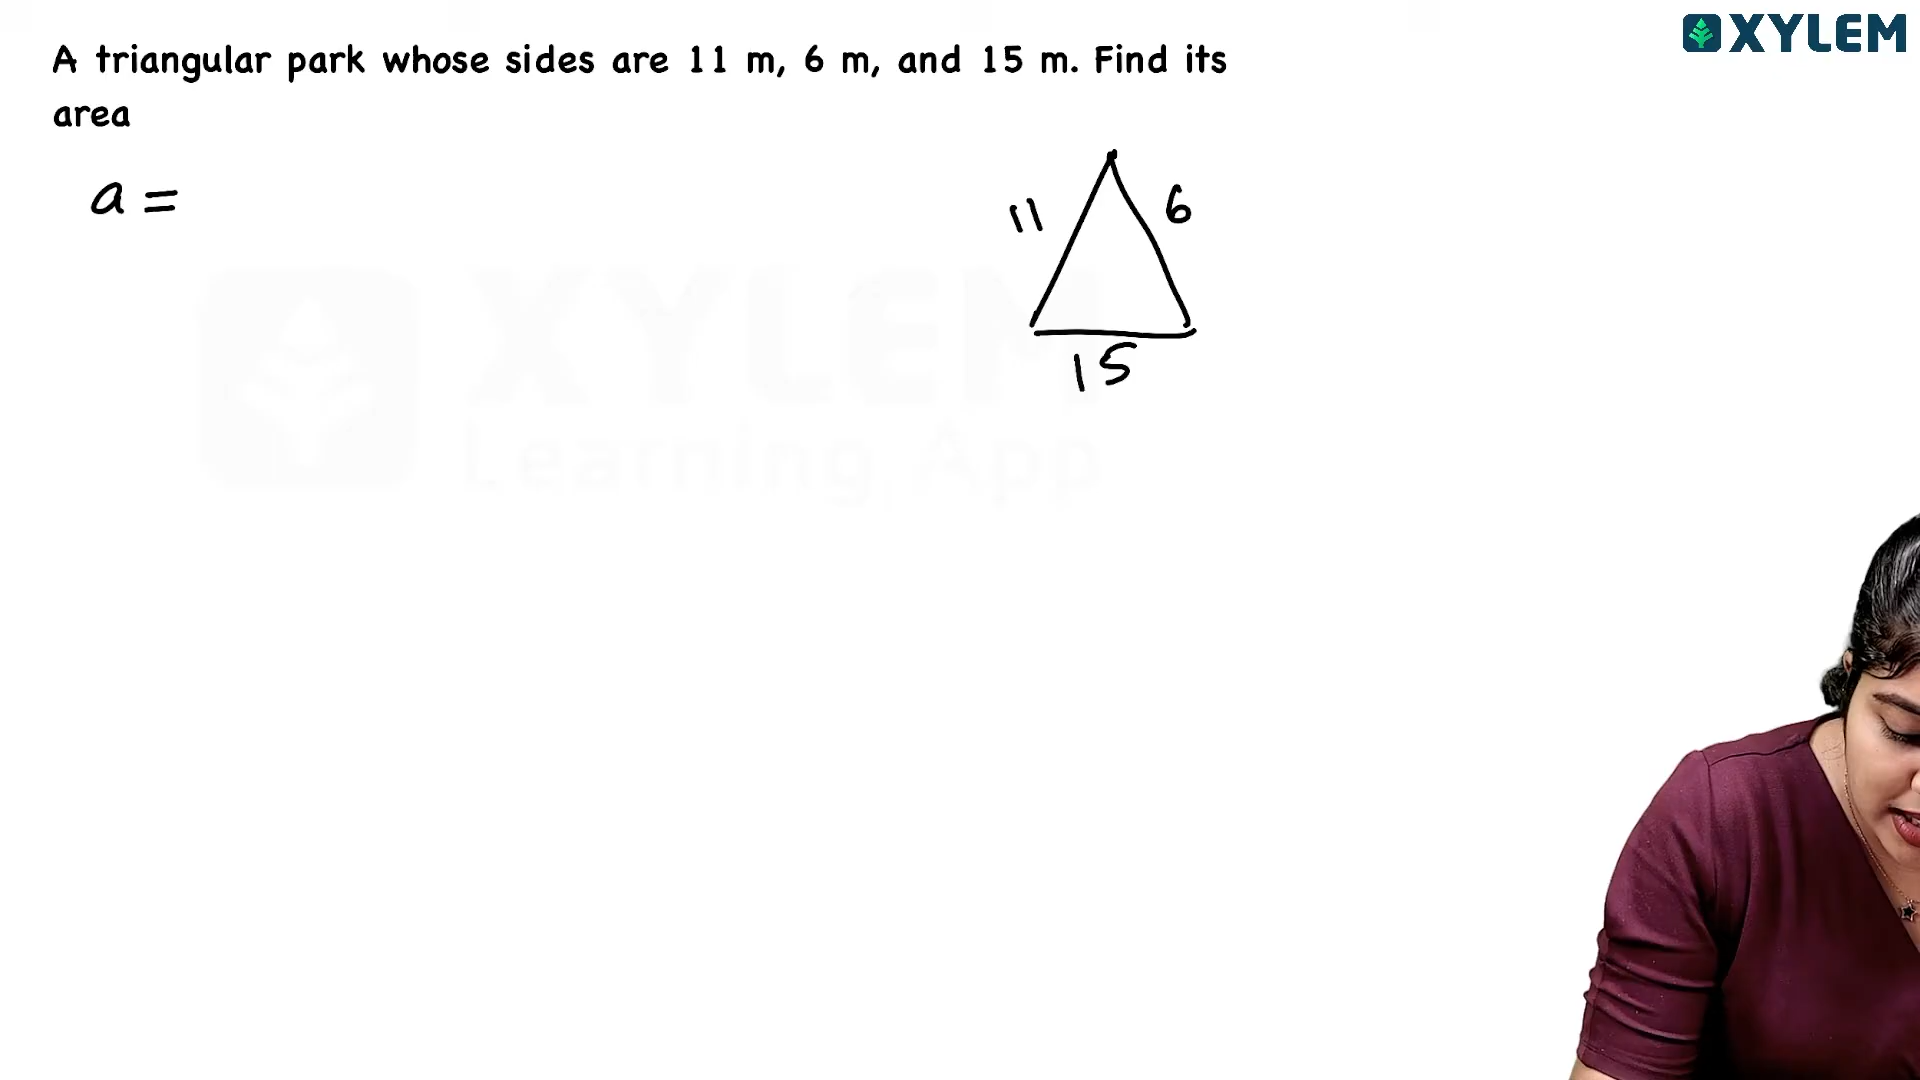 XYLEM
A triangular park whose sides are 11 m, 6 m, and 15 m. Find its
area
a =
11
6
15
XYLEM
Learning App